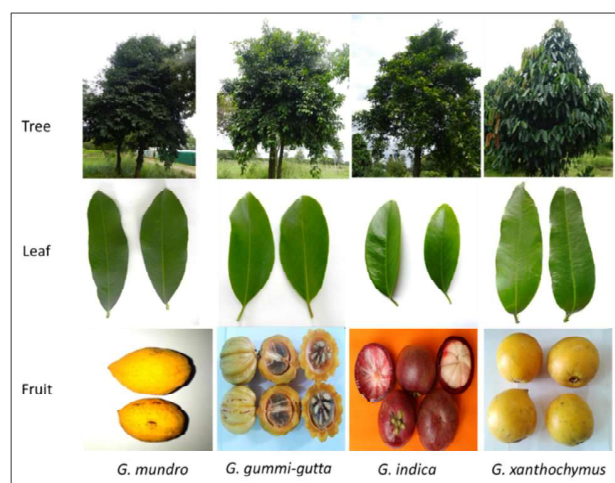 Tree
Leaf
Fruit
G. mundro
G. gummi-gutta
G. indica
G. xanthochymus